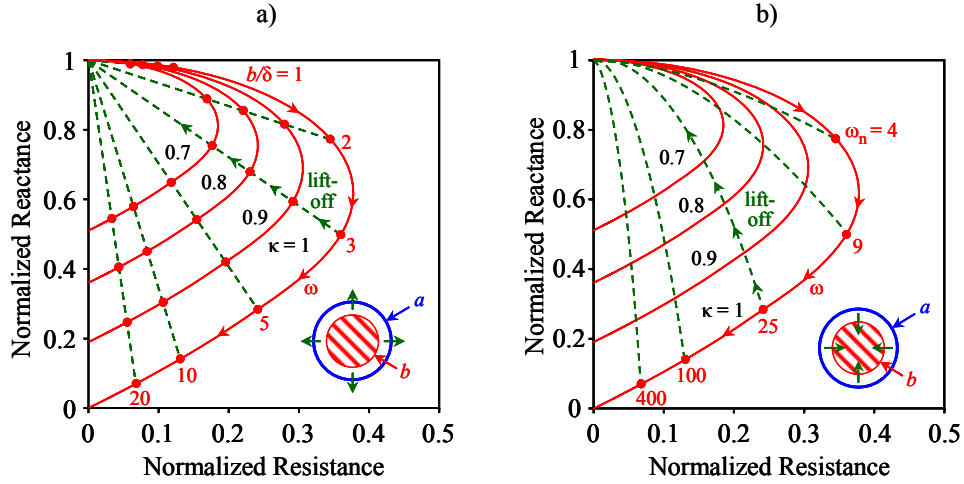 a)
Normalized Reactance
1
0.8
0.6
0.4
0.2
0
0
0.1
0.2
0.3
0.4
0.5
Normalized Resistance
b/δ = 1
2
3
5
10
20
0.7
0.8
0.9
κ = 1
lift-
off
ω
a
b
b)
Normalized Reactance
1
0.8
0.6
0.4
0.2
0
0
0.1
0.2
0.3
0.4
0.5
Normalized Resistance
ωn = 4
9
25
100
400
0.7
0.8
0.9
κ = 1
lift-
off
ω
a
b